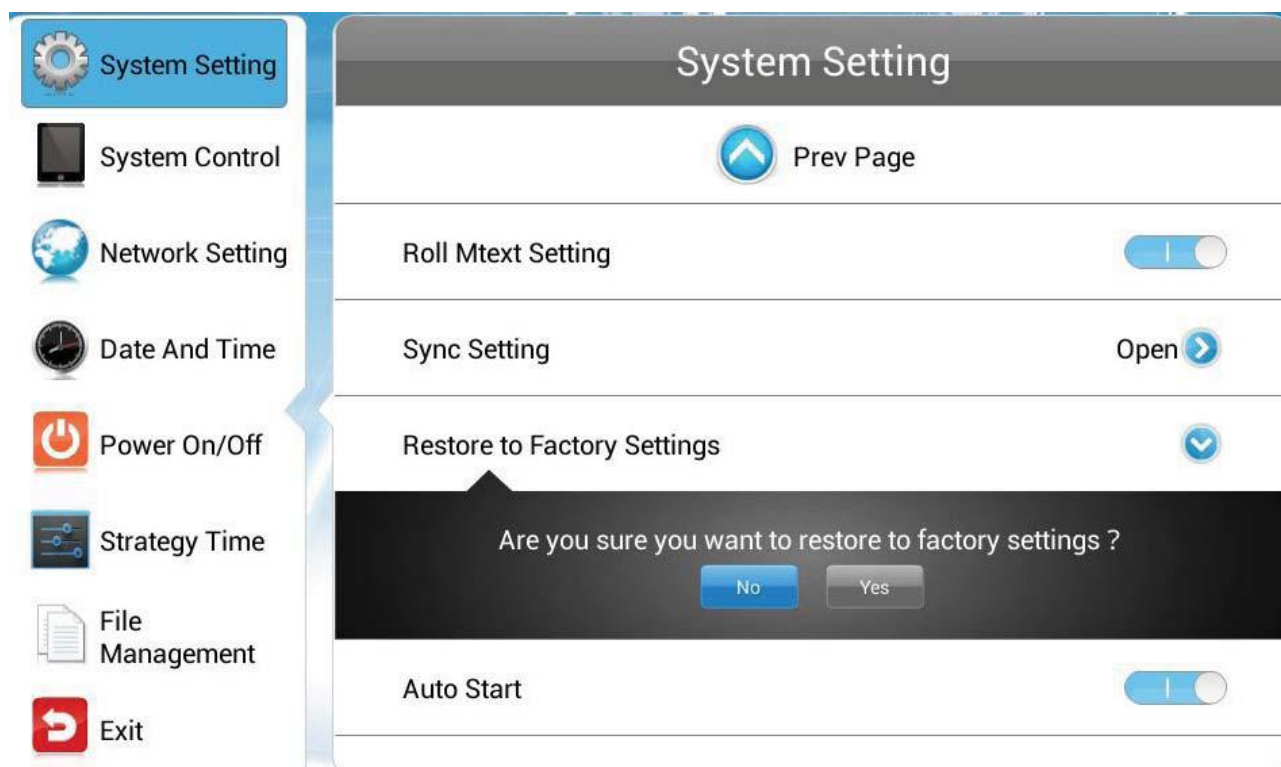 System Setting
System Control
Network Setting
Date And Time
Power On/Off
Strategy Time
File
Management
Exit
System Setting
Prev Page
Roll Mtext Setting
Sync Setting
Open
Restore to Factory Settings
Are you sure you want to restore to factory settings ?
No
Yes
Auto Start